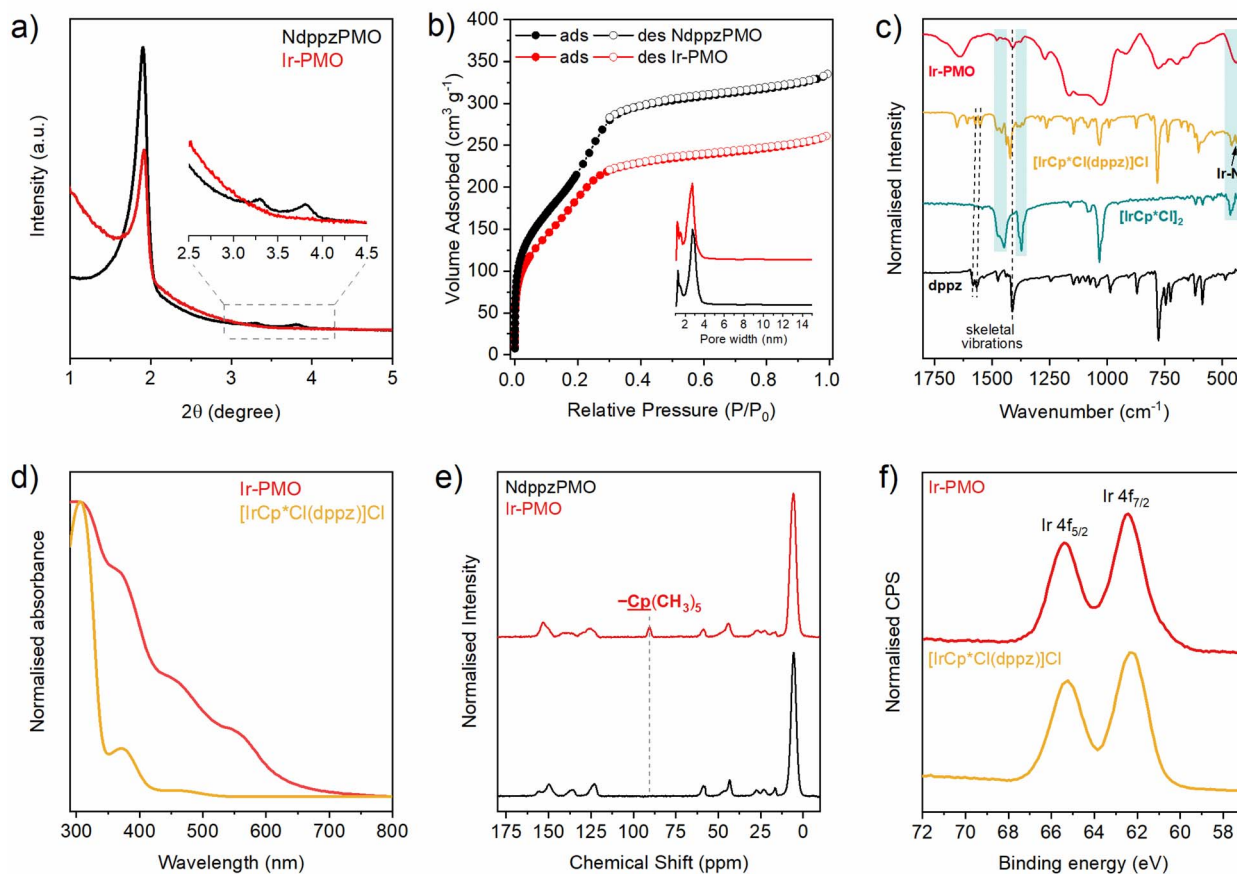 a)
NdppzPMO
Ir-PMO
Intensity (a.u.)
2.5 3.0 3.5 4.0 4.5
1 2 3 4 5
2θ (degree)
b)
ads des NdppzPMO
ads des Ir-PMO
Volume Adsorbed (cm³ g⁻¹)
400
350
300
250
200
150
100
50
0
2 4 6 8 10 12 14
Pore width (nm)
0.0 0.2 0.4 0.6 0.8 1.0
Relative Pressure (P/P₀)
c)
Ir-PMO
[IrCp*Cl(dppz)]Cl
Ir-N
[IrCp*Cl]₂
dppz
skeletal
vibrations
Normalised Intensity
1750 1500 1250 1000 750 500
Wavenumber (cm⁻¹)
d)
Ir-PMO
[IrCp*Cl(dppz)]Cl
Normalised absorbance
300 400 500 600 700 800
Wavelength (nm)
e)
NdppzPMO
Ir-PMO
–Cp(CH₃)₅
Normalised Intensity
180 150 120 90 60 30 0
Chemical Shift (ppm)
f)
Ir-PMO
Ir 4f₇/₂
Ir 4f₅/₂
[IrCp*Cl(dppz)]Cl
Normalised CPS
72 70 68 66 64 62 60 58
Binding energy (eV)